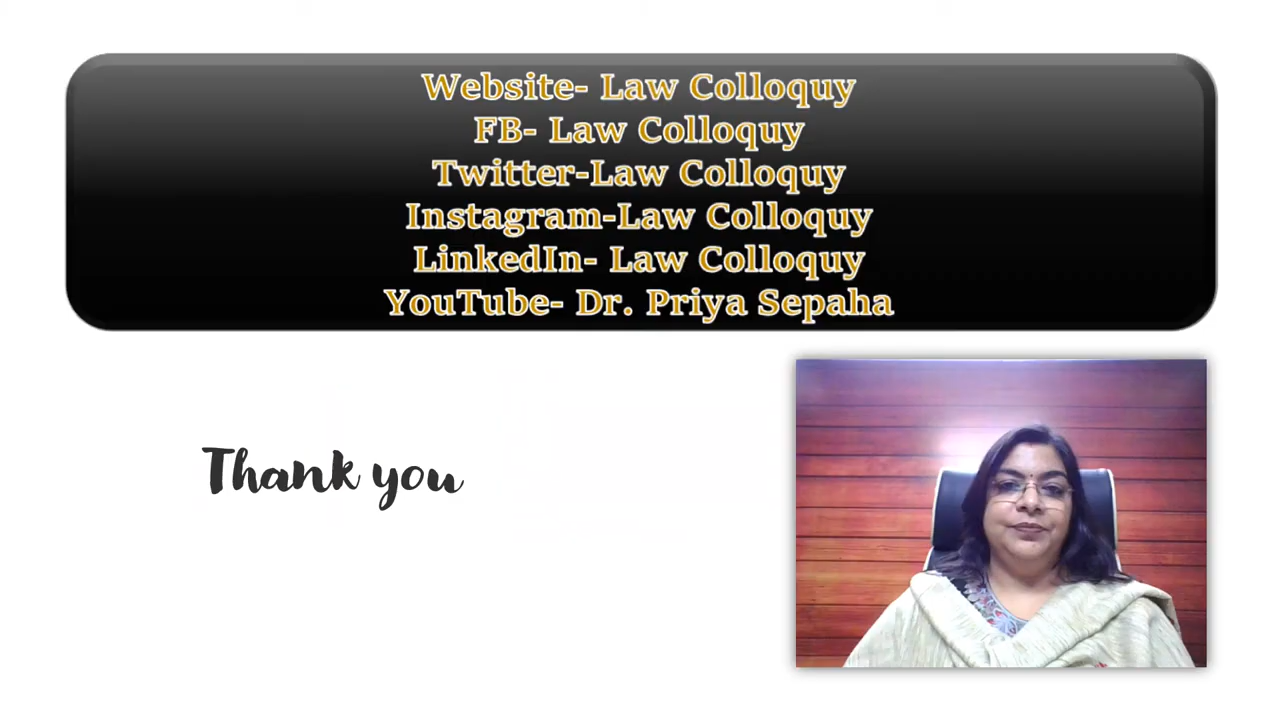 Website- Law Colloquy
FB- Law Colloquy
Twitter-Law Colloquy
Instagram-Law Colloquy
LinkedIn- Law Colloquy
YouTube- Dr. Priya Sepaha
Thank you